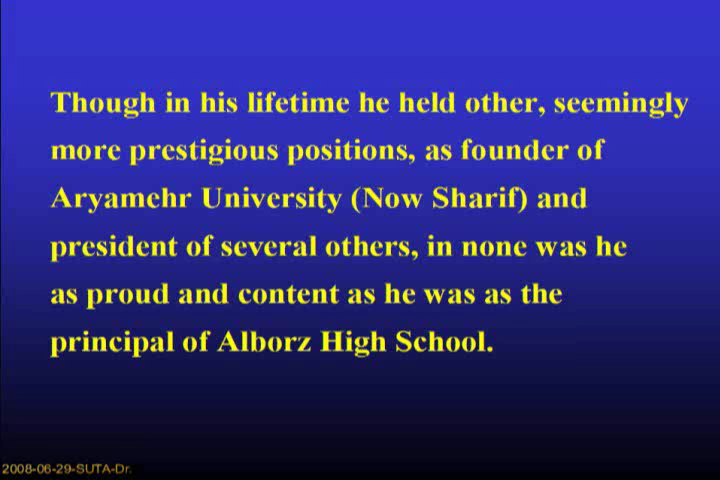 Though in his lifetime he held other, seemingly
more prestigious positions, as founder of
Aryamehr University (Now Sharif) and
president of several others, in none was he
as proud and content as he was as the
principal of Alborz High School.
2008-06-29-SUTA-Dr.